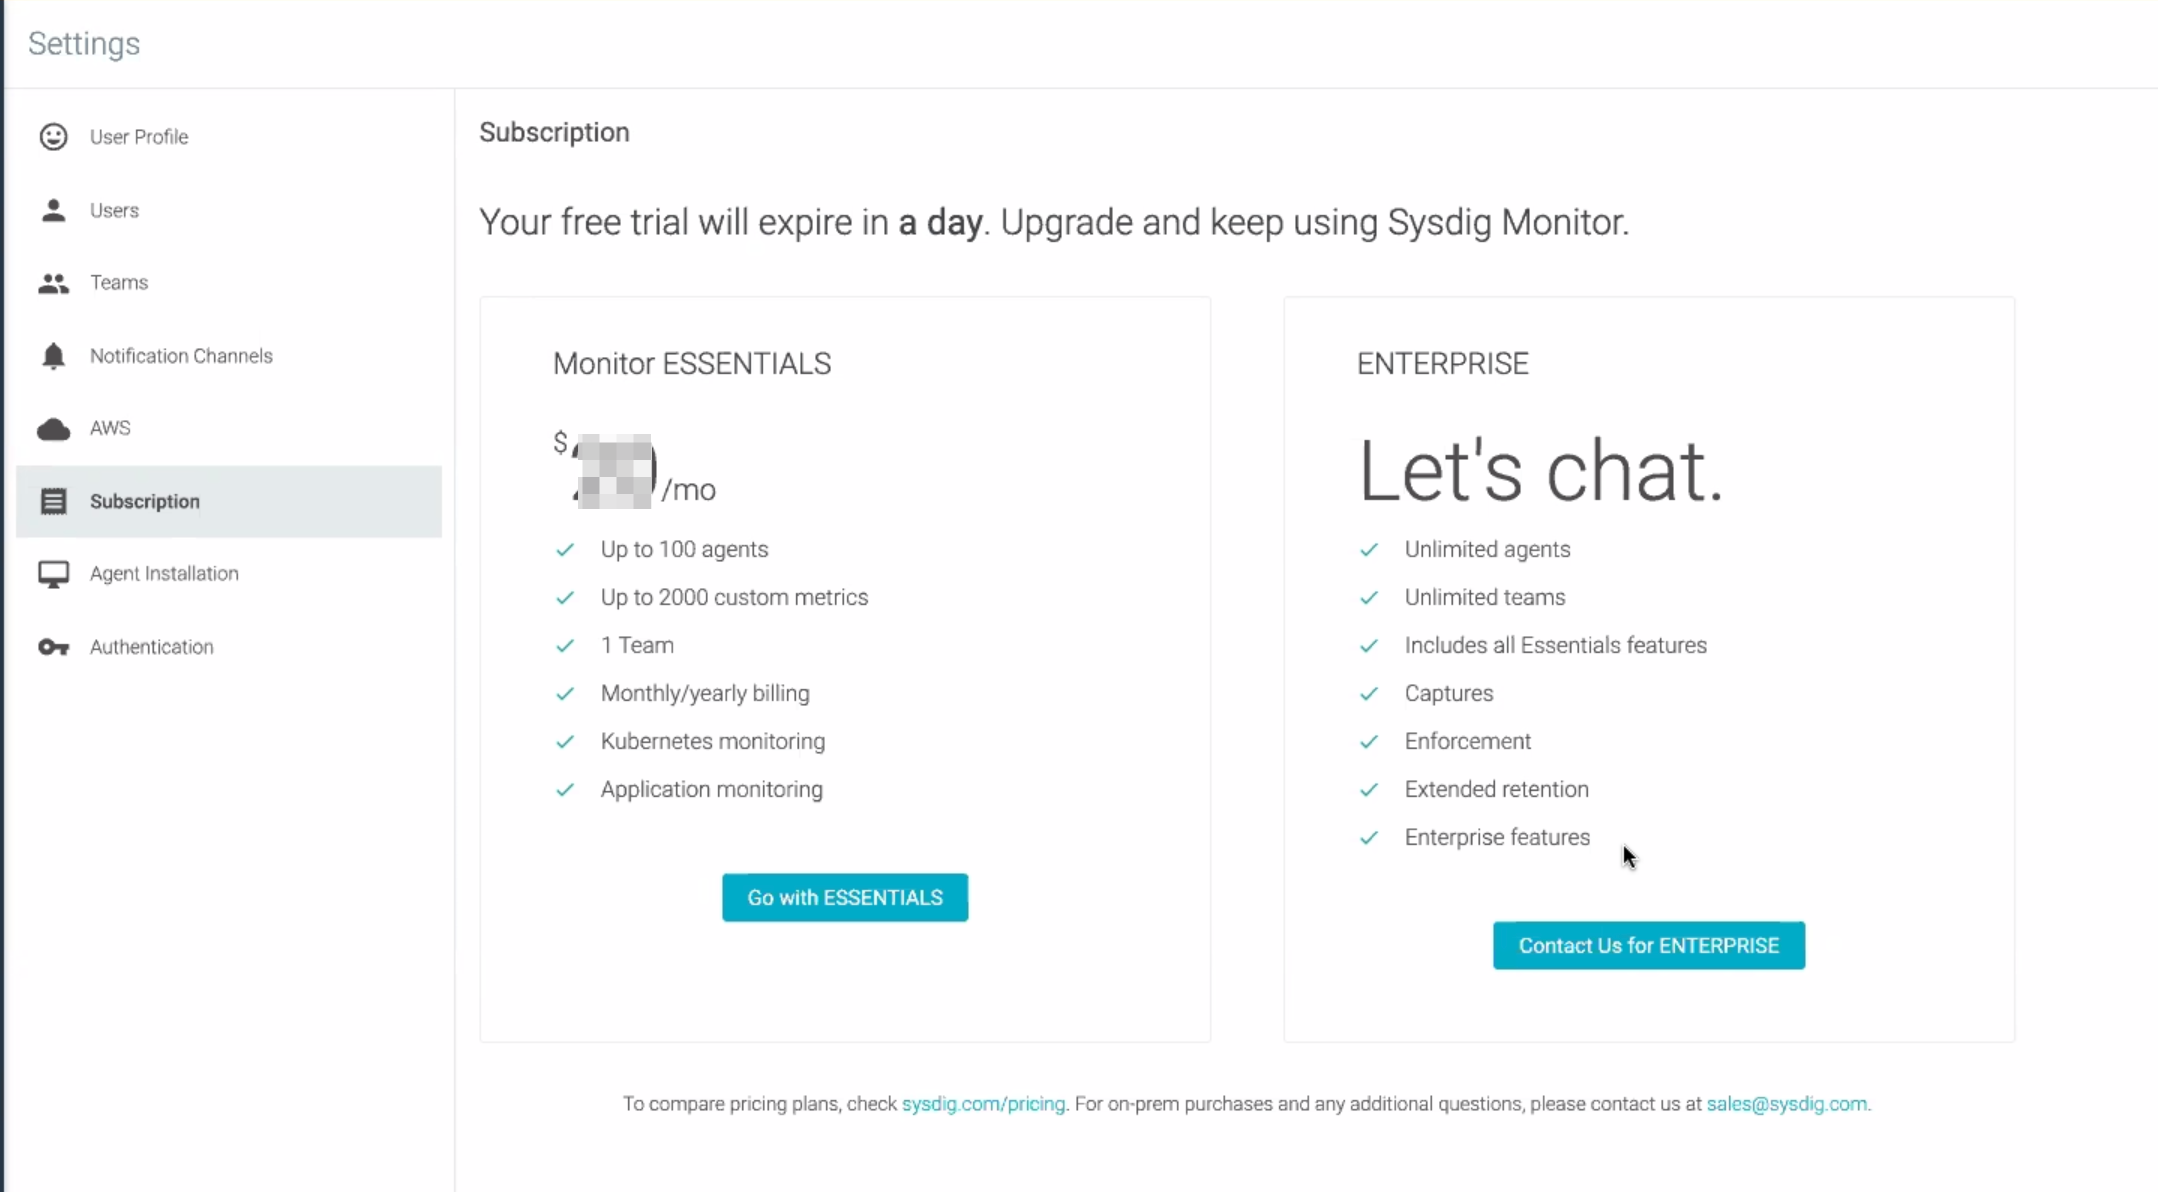 Settings
User Profile
Users
Teams
Notification Channels
AWS
Subscription
Agent Installation
Authentication
Subscription
Your free trial will expire in a day. Upgrade and keep using Sysdig Monitor.
Monitor ESSENTIALS
$ /mo
Up to 100 agents
Up to 2000 custom metrics
1 Team
Monthly/yearly billing
Kubernetes monitoring
Application monitoring
Go with ESSENTIALS
ENTERPRISE
Let's chat.
Unlimited agents
Unlimited teams
Includes all Essentials features
Captures
Enforcement
Extended retention
Enterprise features
Contact Us for ENTERPRISE
To compare pricing plans, check sysdig.com/pricing. For on-prem purchases and any additional questions, please contact us at sales@sysdig.com.